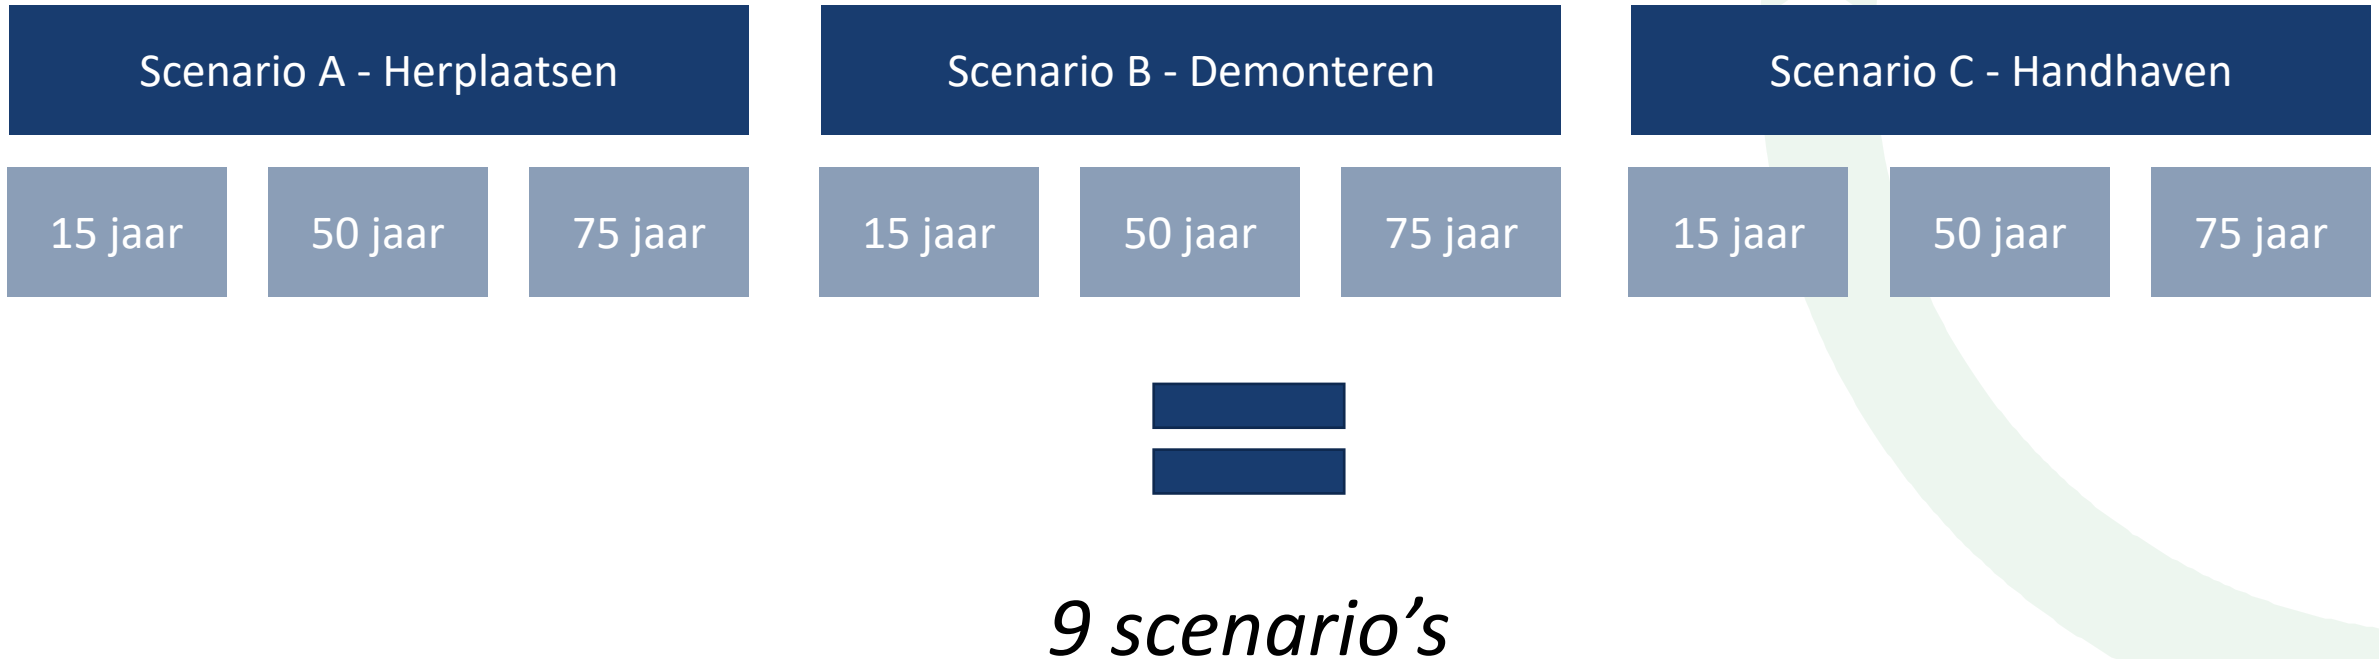 Scenario A - Herplaatsen
Scenario B - Demonteren
Scenario C - Handhaven
15 jaar
50 jaar
75 jaar
15 jaar
50 jaar
75 jaar
15 jaar
50 jaar
75 jaar
9 scenario’s